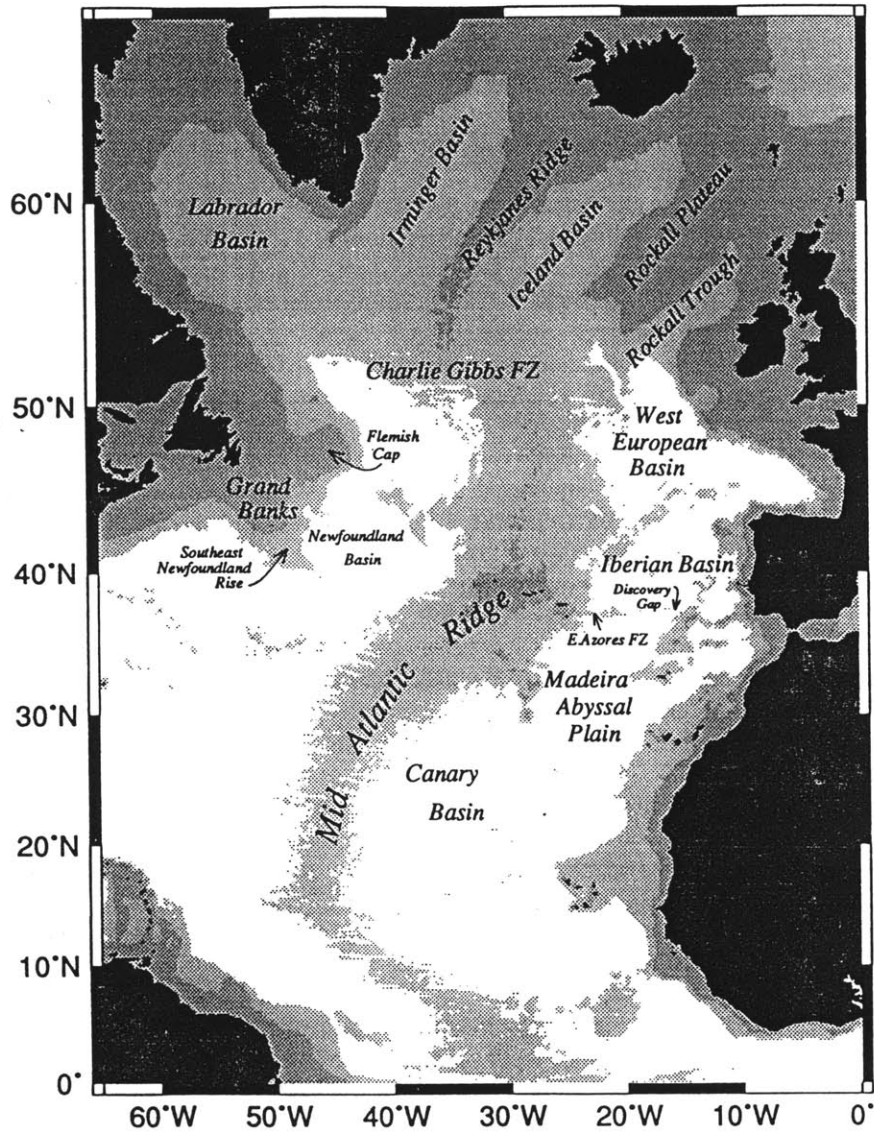 60°N
50°N
40°N
30°N
20°N
10°N
0°
60°W
50°W
40°W
30°W
20°W
10°W
0°
Labrador
Basin
Irminger Basin
Reykjanes Ridge
Iceland Basin
Rockall Plateau
Rockall Trough
Charlie Gibbs FZ
West
European
Basin
Flemish
Cap
Grand
Banks
Newfoundland
Basin
Southeast
Newfoundland
Rise
Iberian Basin
Discovery
Gap
E Azores FZ
Mid Atlantic Ridge
Madeira
Abyssal
Plain
Canary
Basin